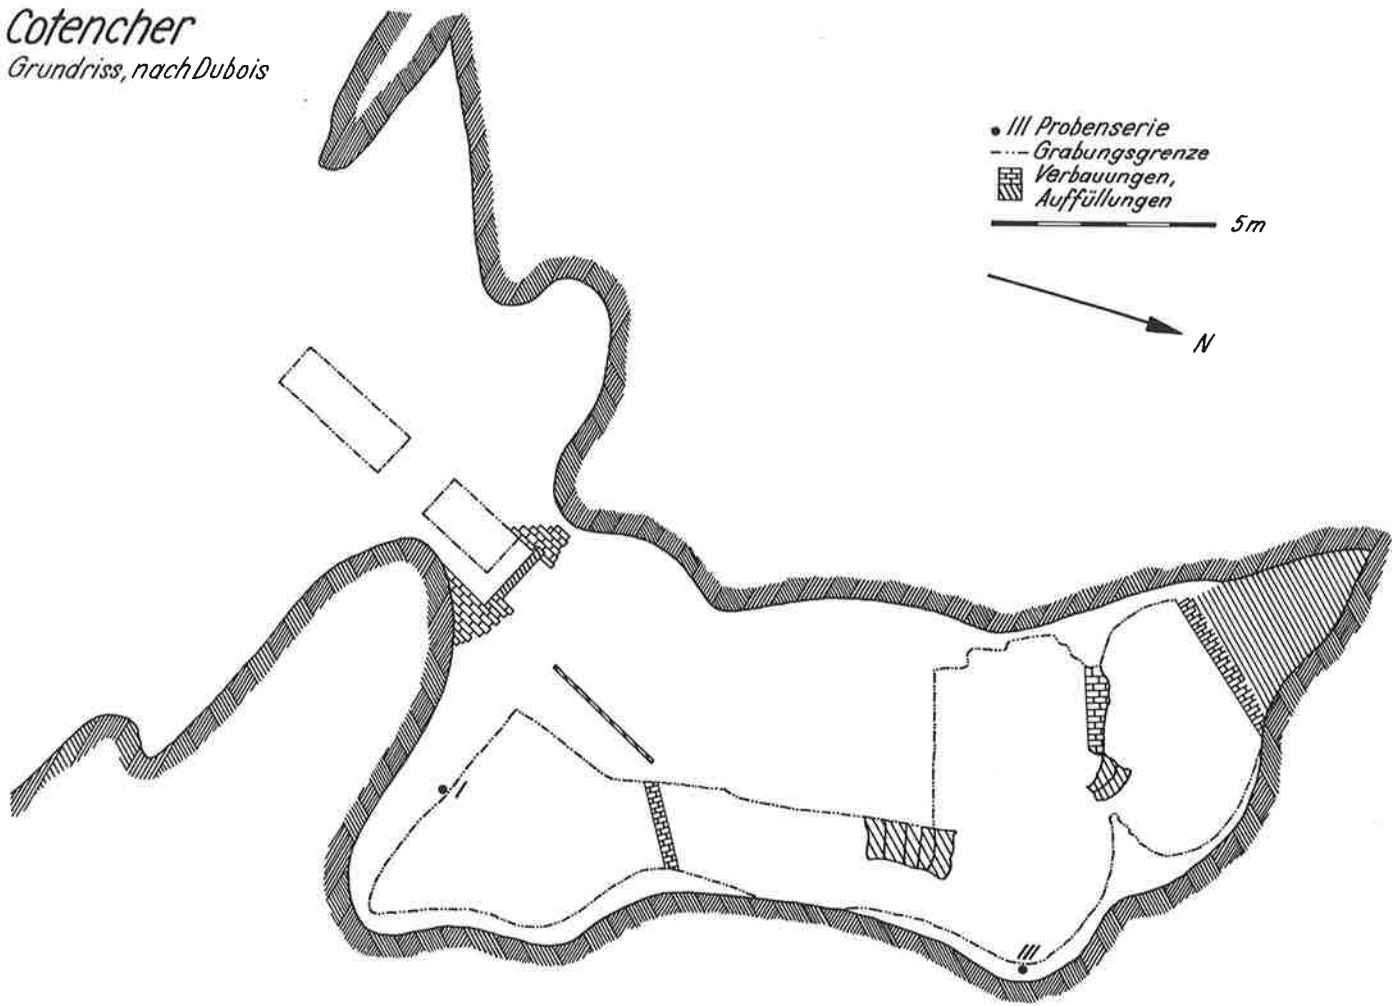 Cotencher
Grundriss, nach Dubois
III Probenserie
Grabungsgrenze
Verbauungen,
Auffüllungen
5m
N
I
III